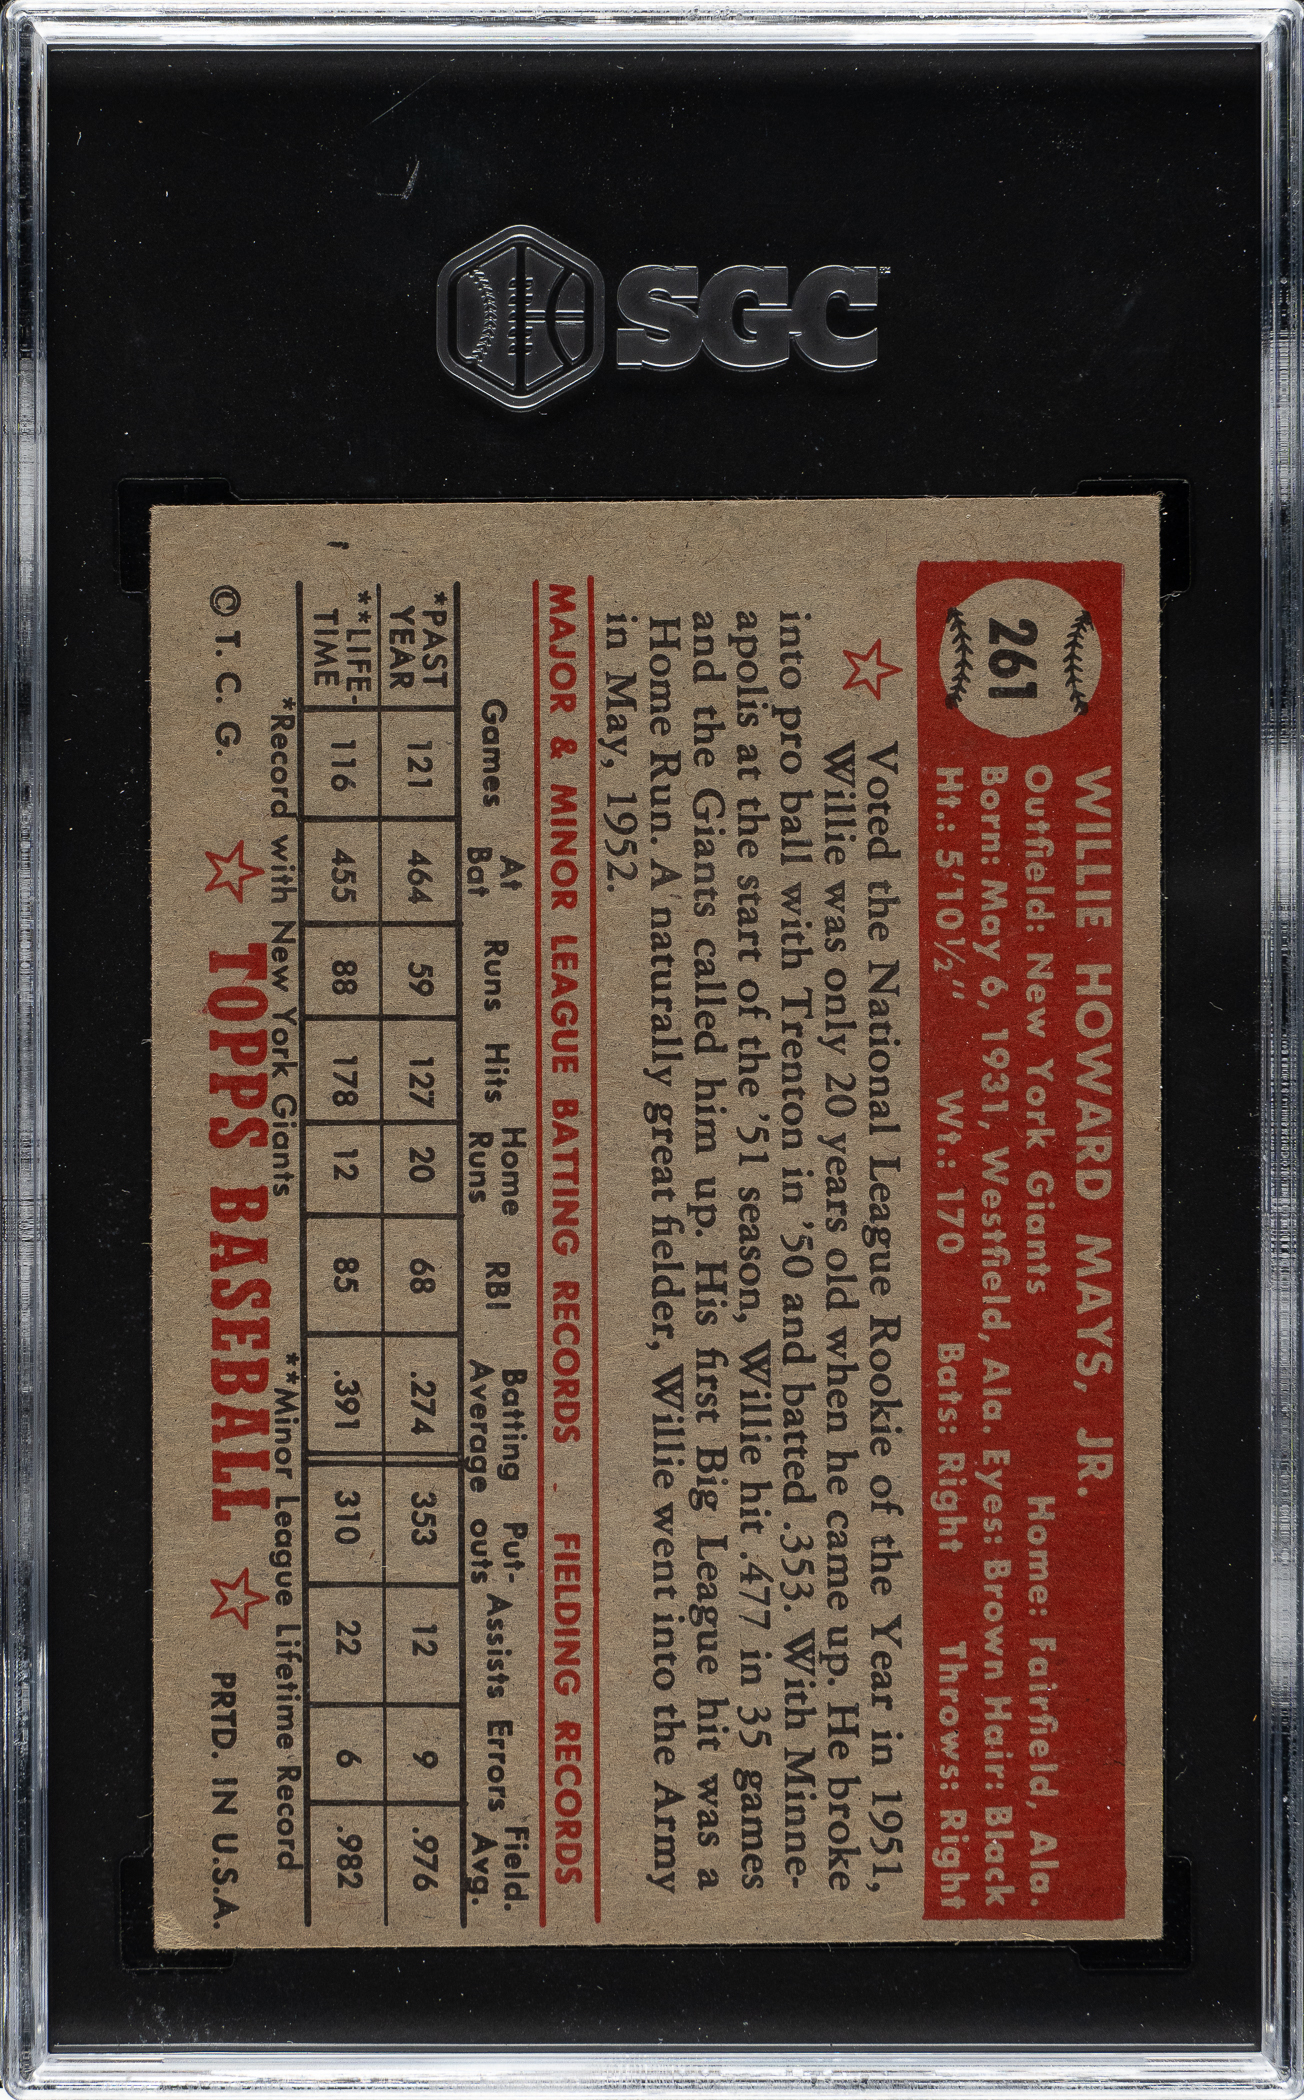 SGC
261
WILLIE HOWARD MAYS, JR.
Outfield: New York Giants Home: Fairfield, Ala.
Born: May 6, 1931, Westfield, Ala. Eyes: Brown Hair: Black
Ht.: 5'10½" Wt.: 170 Bats: Right Throws: Right
Voted the National League Rookie of the Year in 1951,
Willie was only 20 years old when he came up. He broke
into pro ball with Trenton in '50 and batted .353. With Minne-
apolis at the start of the '51 season, Willie hit .477 in 35 games
and the Giants called him up. His first Big League hit was a
Home Run. A naturally great fielder, Willie went into the Army
in May, 1952.
MAJOR & MINOR LEAGUE BATTING RECORDS - FIELDING RECORDS
Games At Bat Runs Hits Home Runs RBI Batting Average Put-outs Assists Errors Field. Avg.
*PAST YEAR 121 464 59 127 20 68 .274 353 12 9 .976
**LIFE-TIME 116 455 88 178 12 85 .391 310 22 6 .982
*Record with New York Giants **Minor League Lifetime Record
© T. C. G. TOPPS BASEBALL PRTD. IN U.S.A.